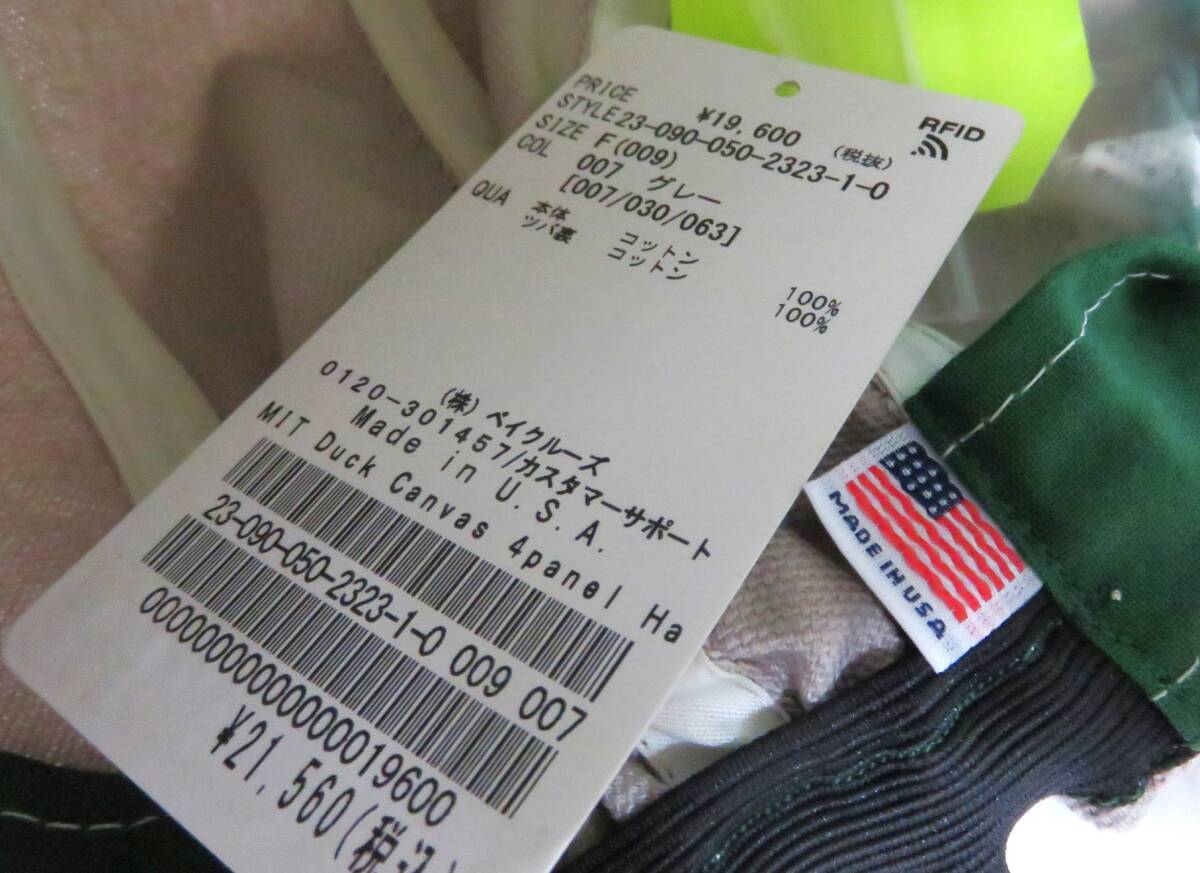 RFID
PRICE ¥19,600 (税抜)
STYLE 23-090-050-2323-1-0
SIZE F(009)
COL 007 グレー
[007/030/063]
QUA 本体 コットン 100%
ツバ裏 コットン 100%
(株)ベイクルーズ
0120-301457/カスタマーサポート
Made in U.S.A.
MIT Duck Canvas 4panel Ha
23-090-050-2323-1-0 009 007
0000000000000019600
¥21,560(税込)
MADE IN USA